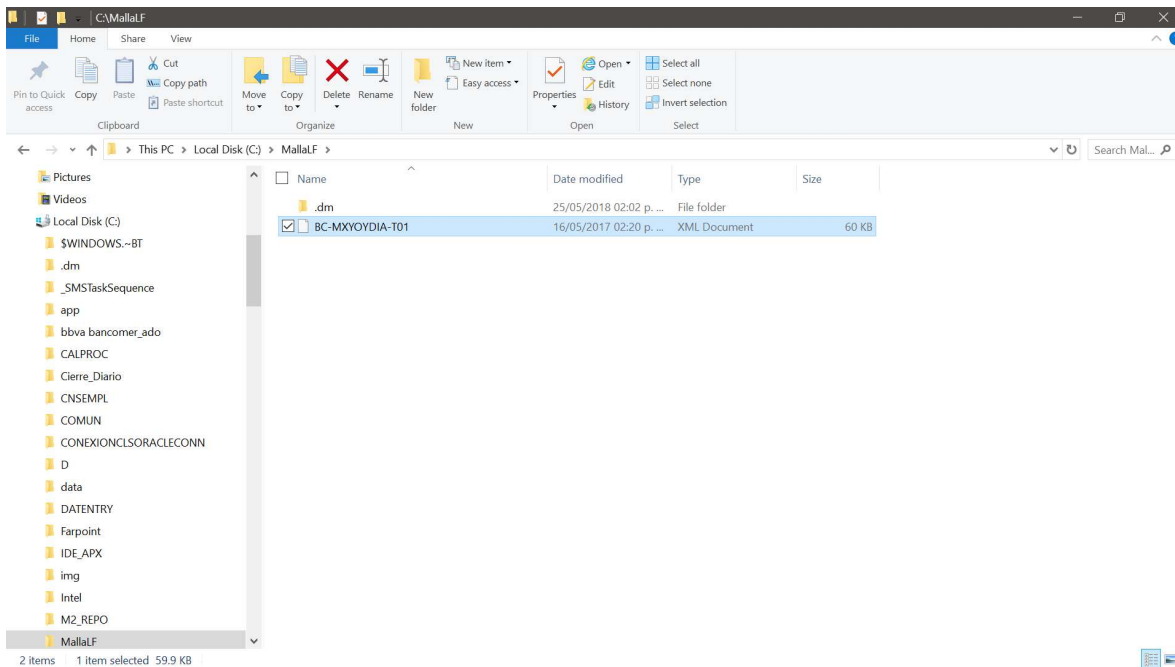 C:\MallaLF
File Home Share View
Pin to Quick access
Copy
Paste
Cut
Copy path
Paste shortcut
Clipboard
Move to
Copy to
Delete
Rename
Organize
New folder
New item
Easy access
New
Properties
Open
Edit
History
Open
Select all
Select none
Invert selection
Select
This PC > Local Disk (C:) > MallaLF >
Search Mal...
Pictures
Videos
Local Disk (C:)
$WINDOWS.~BT
.dm
_SMSTaskSequence
app
bbva bancomer_ado
CALPROC
Cierre_Diario
CNSEMPL
COMUN
CONEXIONCLSORACLECONN
D
data
DATENTRY
Farpoint
IDE_APX
img
Intel
M2_REPO
MallaLF
Name Date modified Type Size
.dm 25/05/2018 02:02 p. ... File folder
BC-MXYOYDIA-T01 16/05/2017 02:20 p. ... XML Document 60 KB
2 items 1 item selected 59.9 KB